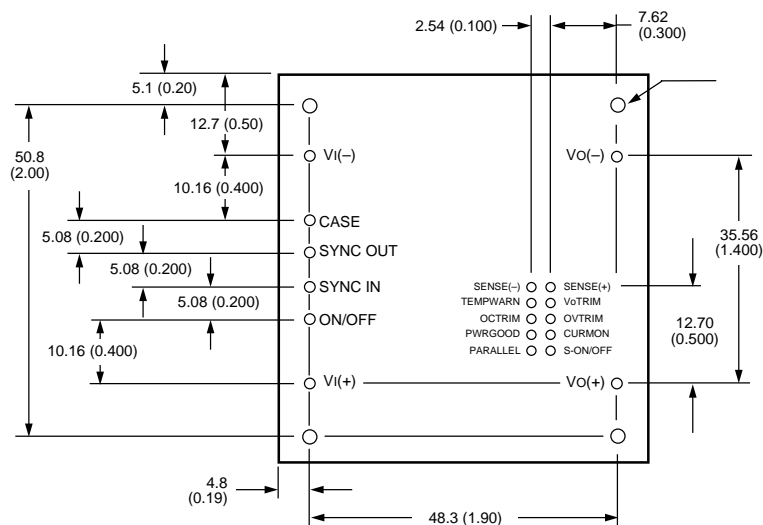 2.54 (0.100)
7.62
(0.300)
5.1 (0.20)
12.7 (0.50)
50.8
(2.00)
VI(–)
VO(–)
10.16 (0.400)
CASE
5.08 (0.200)
SYNC OUT
35.56
(1.400)
5.08 (0.200)
SYNC IN
SENSE(–)
SENSE(+)
5.08 (0.200)
TEMPWARN
VOTRIM
ON/OFF
OCTRIM
OVTRIM
12.70
(0.500)
PWRGOOD
CURMON
10.16 (0.400)
PARALLEL
S-ON/OFF
VI(+)
VO(+)
4.8
(0.19)
48.3 (1.90)